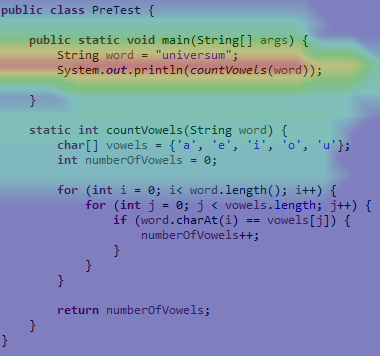 public class PreTest {
public static void main(String[] args) {
String word = "universum";
System.out.println(countVowels(word));
}
static int countVowels(String word) {
char[] vowels = {'a', 'e', 'i', 'o', 'u'};
int numberOfVowels = 0;
for (int i = 0; i< word.length(); i++) {
for (int j = 0; j < vowels.length; j++) {
if (word.charAt(i) == vowels[j]) {
numberOfVowels++;
}
}
}
return numberOfVowels;
}
}